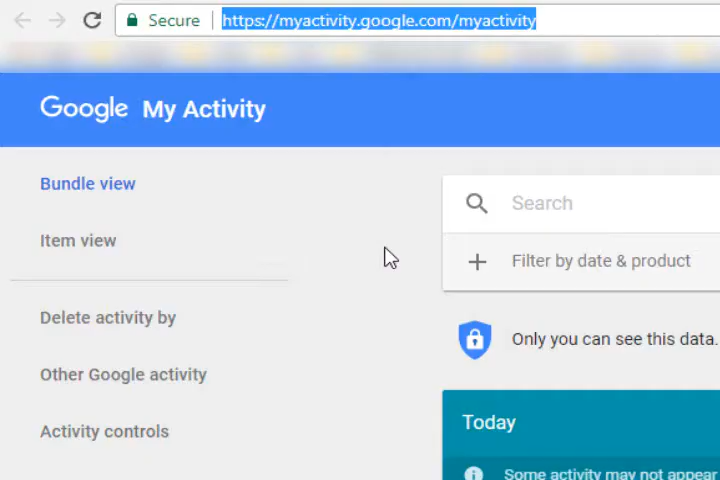 Secure https://myactivity.google.com/myactivity
Google My Activity
Bundle view
Item view
Delete activity by
Other Google activity
Activity controls
Search
Filter by date & product
Only you can see this data.
Today
Some activity may not appear